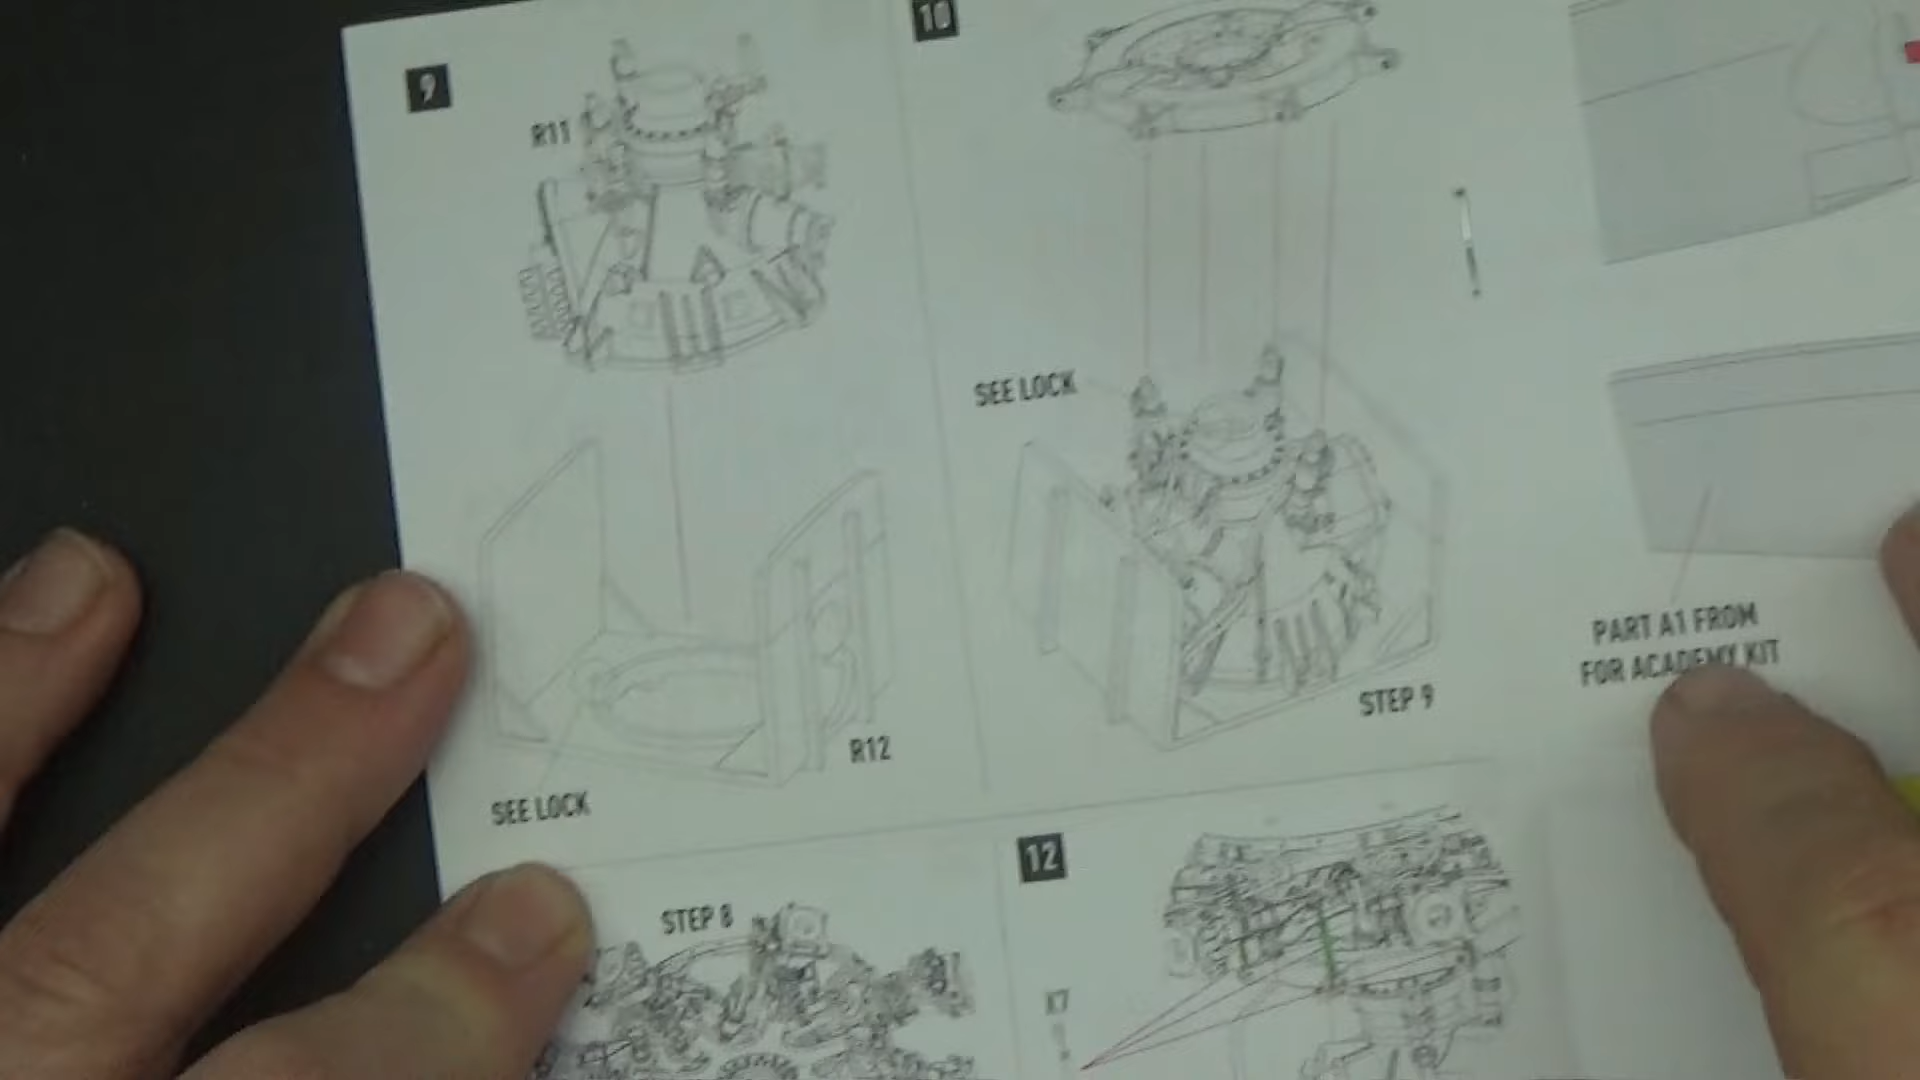 9
R11
R12
SEE LOCK
10
SEE LOCK
STEP 9
PART A1 FROM
FOR ACADEMY KIT
STEP 8
12
X7